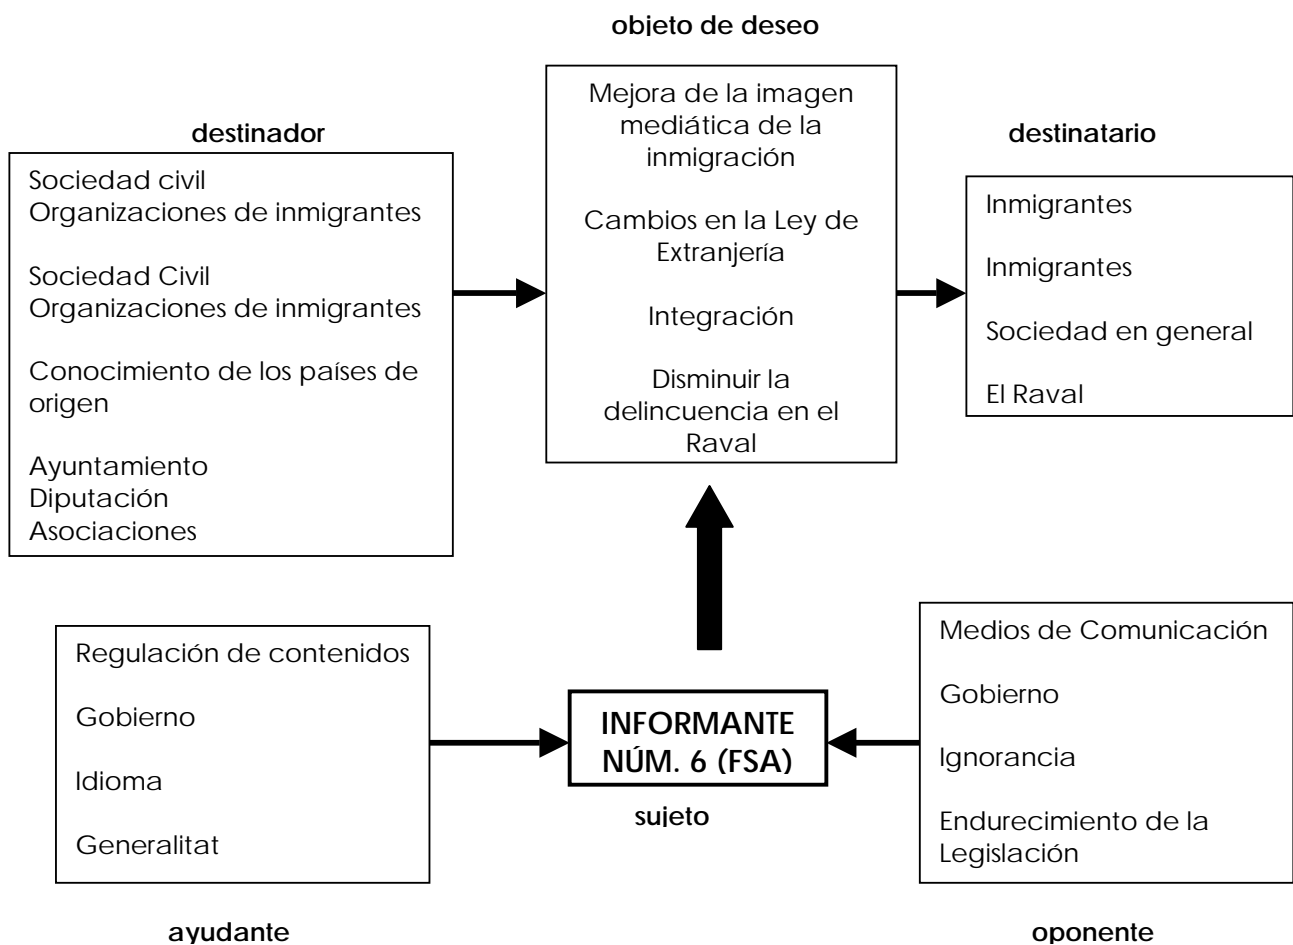 objeto de deseo
Mejora de la imagen
mediática de la
inmigración
Cambios en la Ley de
Extranjería
Integración
Disminuir la
delincuencia en el
Raval
destinador
Sociedad civil
Organizaciones de inmigrantes
Sociedad Civil
Organizaciones de inmigrantes
Conocimiento de los países de
origen
Ayuntamiento
Diputación
Asociaciones
destinatario
Inmigrantes
Inmigrantes
Sociedad en general
El Raval
Regulación de contenidos
Gobierno
Idioma
Generalitat
ayudante
INFORMANTE
NÚM. 6 (FSA)
sujeto
Medios de Comunicación
Gobierno
Ignorancia
Endurecimiento de la
Legislación
oponente